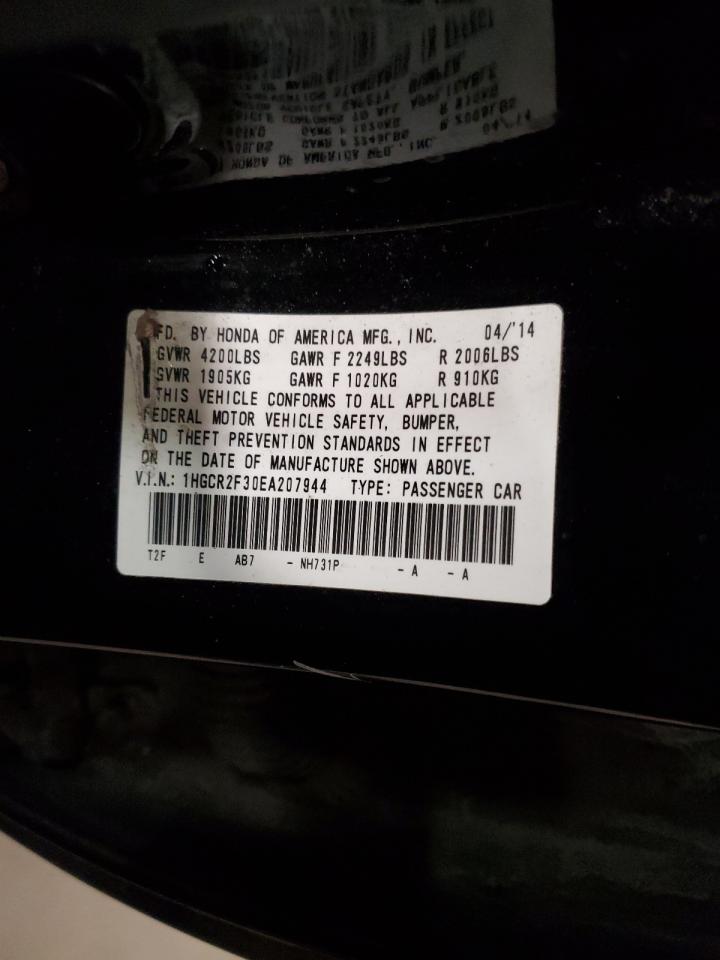 MFD. BY HONDA OF AMERICA MFG., INC. 04/'14
GVWR 4200LBS GAWR F 2249LBS R 2006LBS
GVWR 1905KG GAWR F 1020KG R 910KG
THIS VEHICLE CONFORMS TO ALL APPLICABLE
FEDERAL MOTOR VEHICLE SAFETY, BUMPER,
AND THEFT PREVENTION STANDARDS IN EFFECT
ON THE DATE OF MANUFACTURE SHOWN ABOVE.
V.I.N.: 1HGCR2F30EA207944 TYPE: PASSENGER CAR
T2F E AB7 - NH731P - A - A